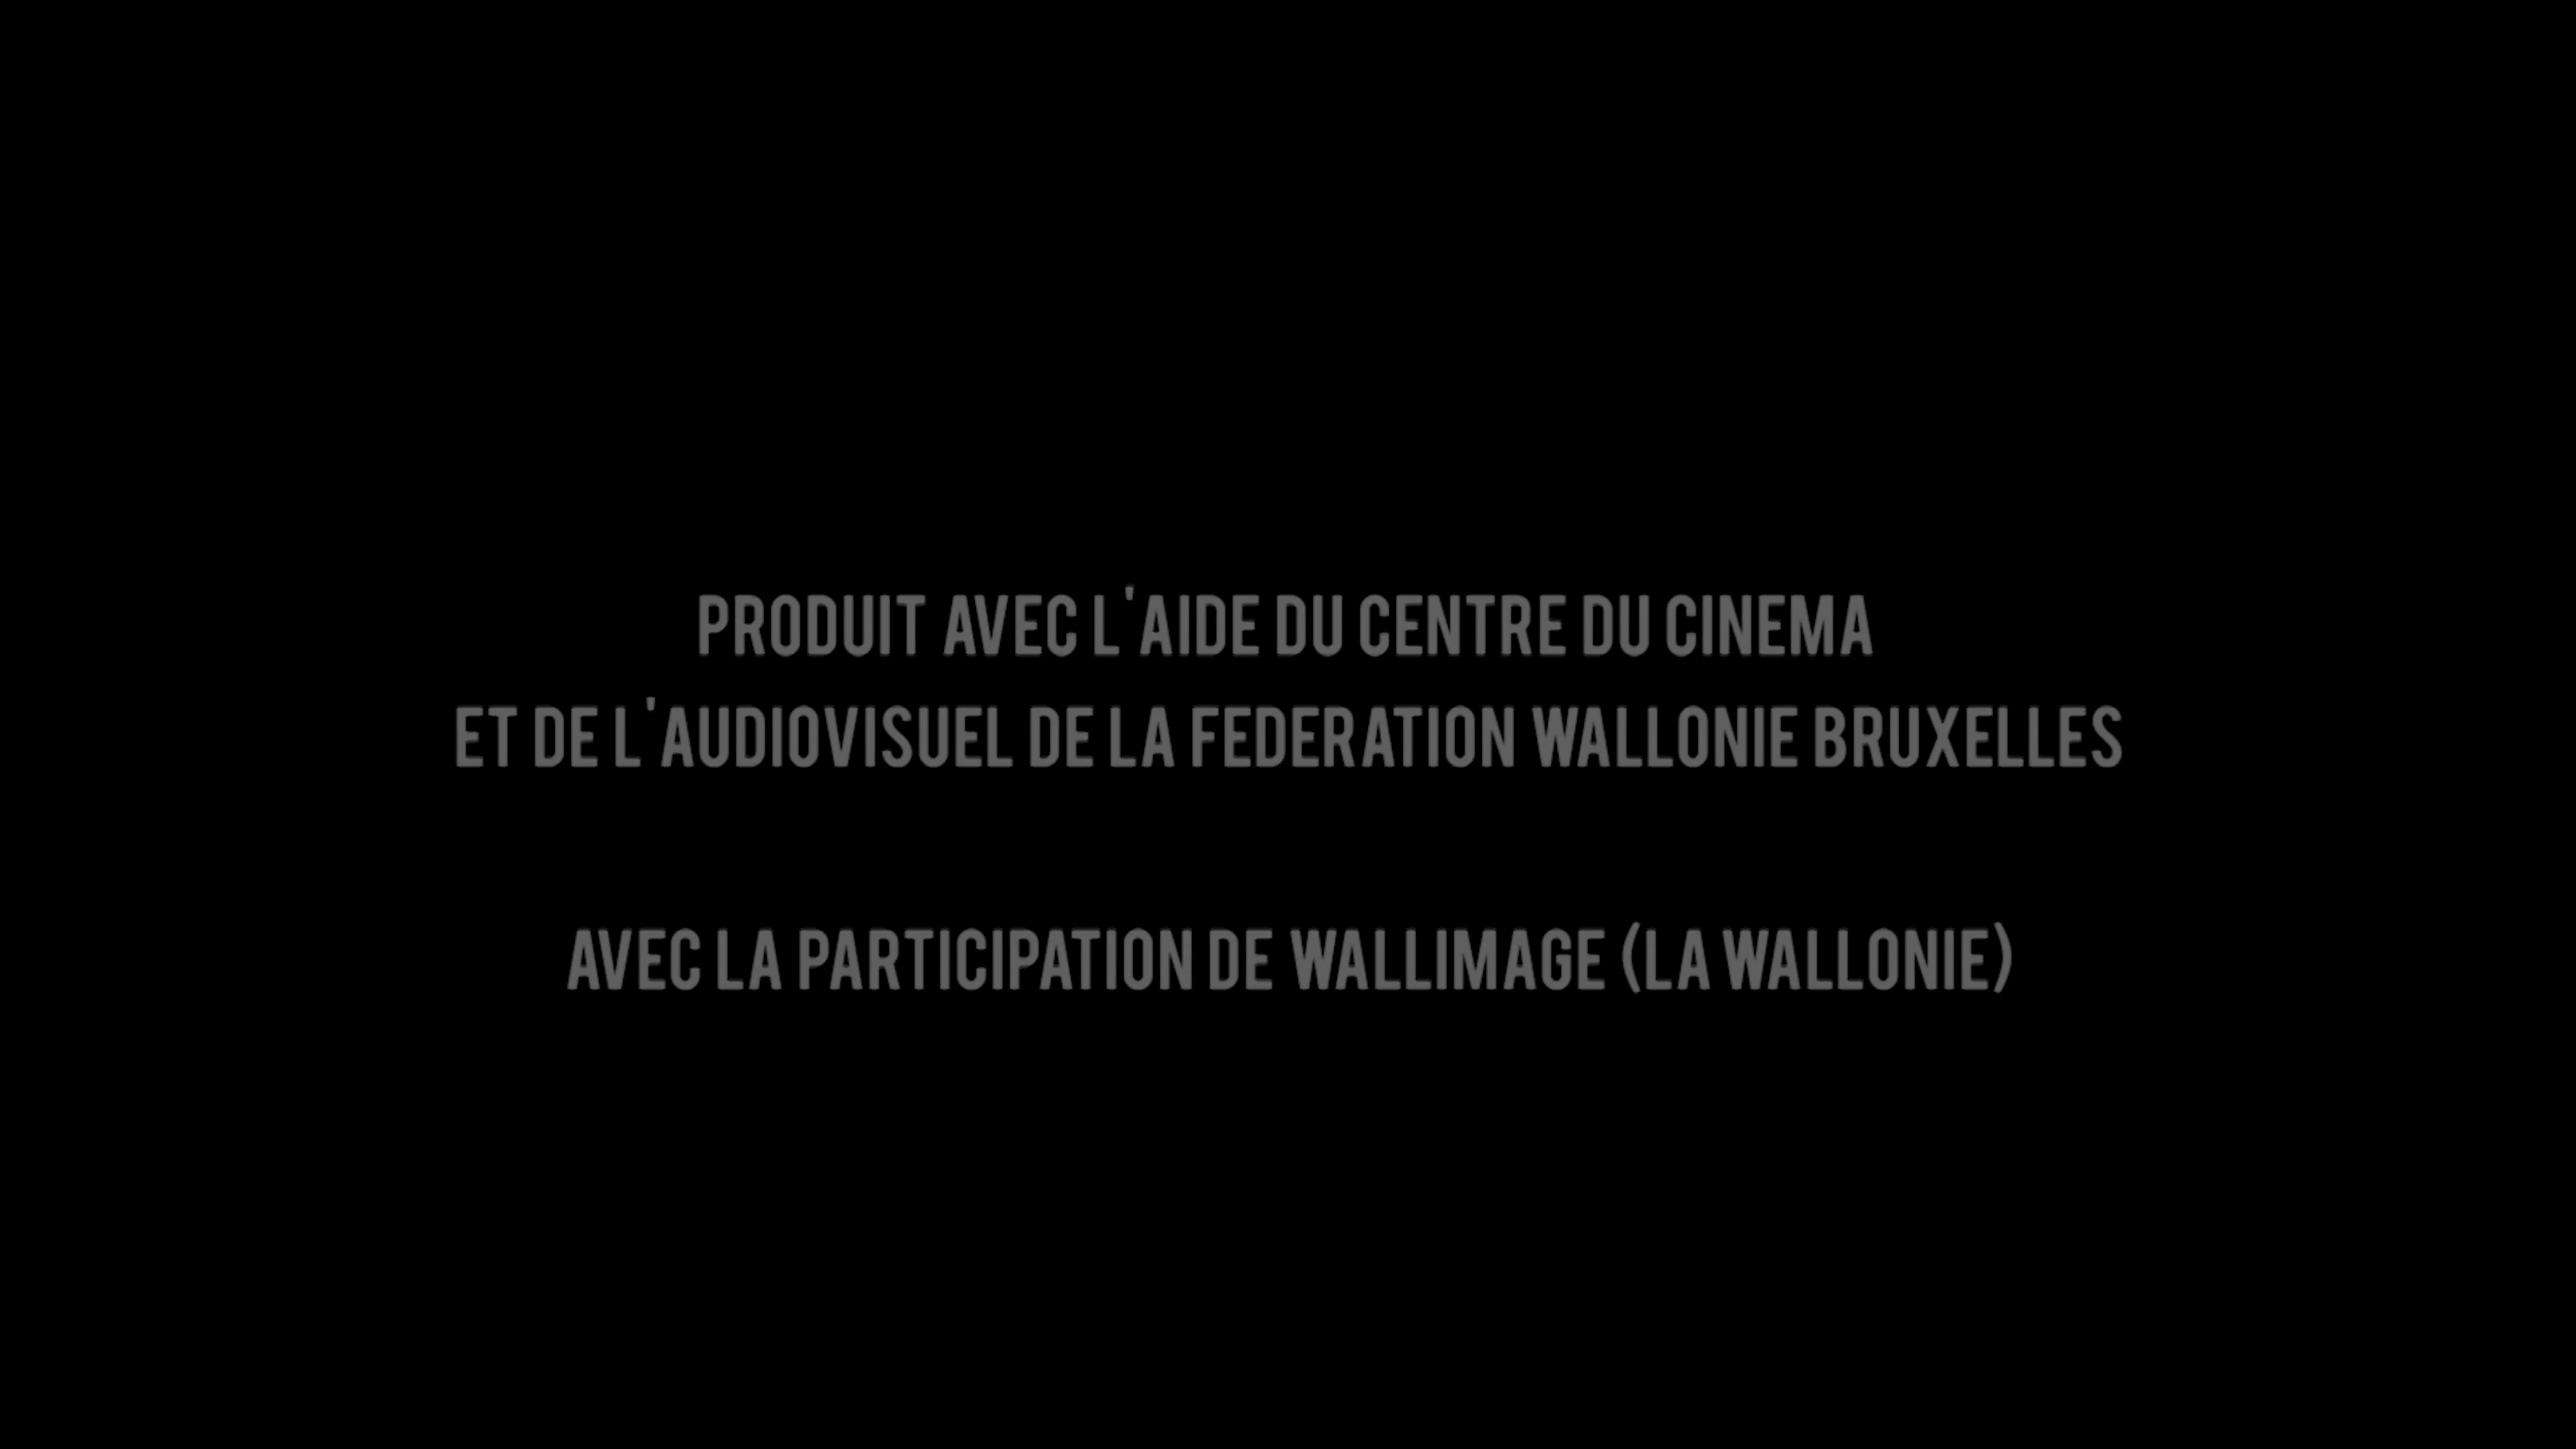 PRODUIT AVEC L'AIDE DU CENTRE DU CINEMA
ET DE L'AUDIOVISUEL DE LA FEDERATION WALLONIE BRUXELLES
AVEC LA PARTICIPATION DE WALLIMAGE (LA WALLONIE)